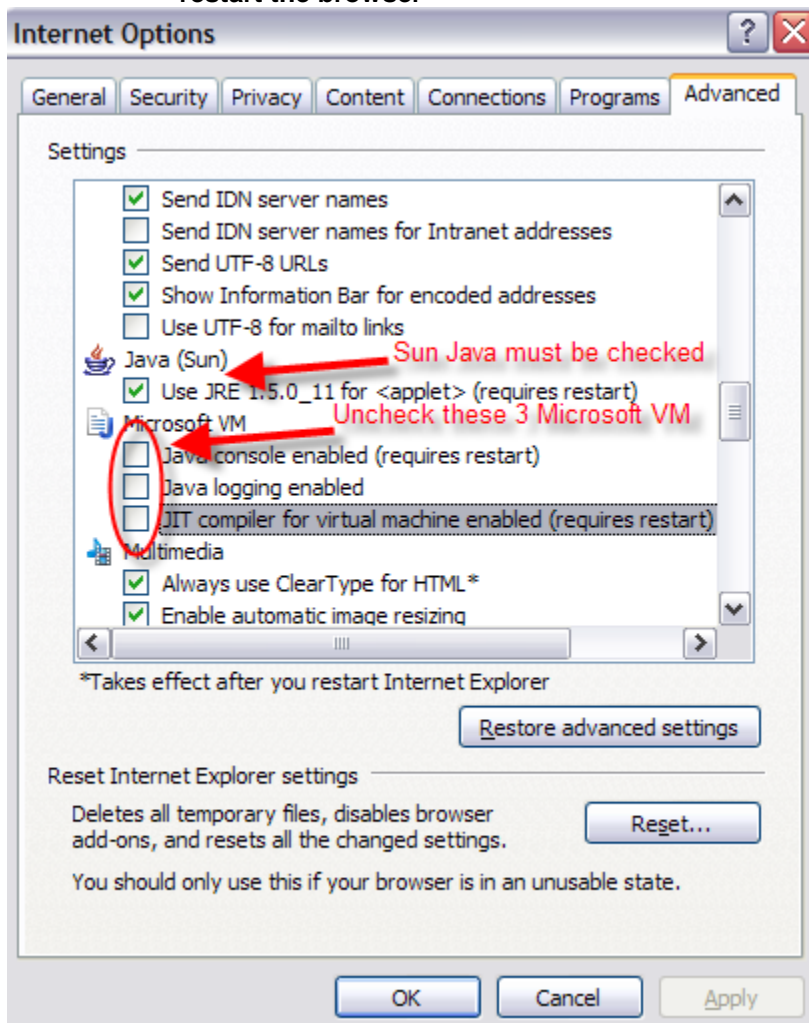 restart the browser
Internet Options
General Security Privacy Content Connections Programs Advanced
Settings
Send IDN server names
Send IDN server names for Intranet addresses
Send UTF-8 URLs
Show Information Bar for encoded addresses
Use UTF-8 for mailto links
Java (Sun)
Sun Java must be checked
Use JRE 1.5.0_11 for <applet> (requires restart)
Microsoft VM
Uncheck these 3 Microsoft VM
Java console enabled (requires restart)
Java logging enabled
JIT compiler for virtual machine enabled (requires restart)
Multimedia
Always use ClearType for HTML*
Enable automatic image resizing
*Takes effect after you restart Internet Explorer
Restore advanced settings
Reset Internet Explorer settings
Deletes all temporary files, disables browser
add-ons, and resets all the changed settings.
Reset...
You should only use this if your browser is in an unusable state.
OK Cancel Apply